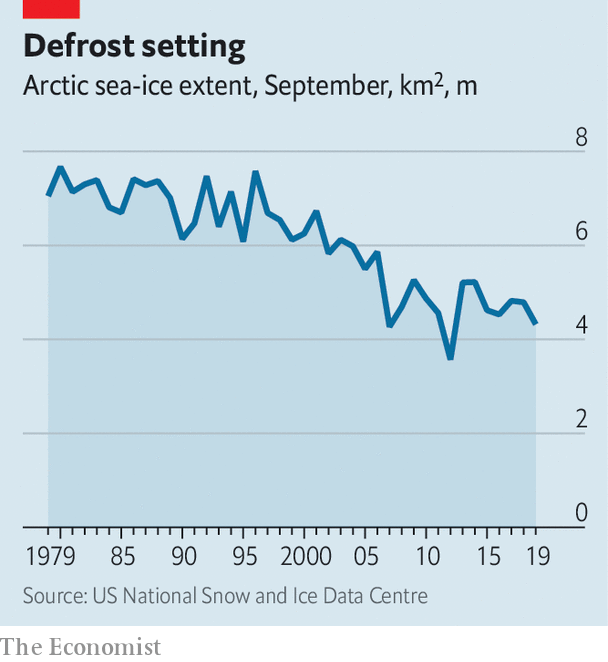 Defrost setting
Arctic sea-ice extent, September, km², m
8
6
4
2
0
1979 85 90 95 2000 05 10 15 19
Source: US National Snow and Ice Data Centre
The Economist